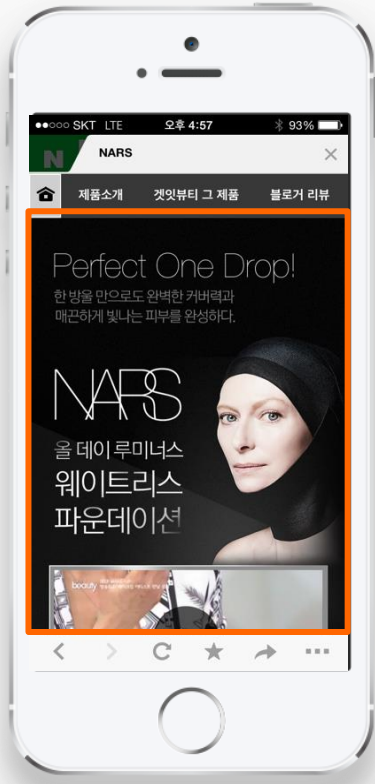 SKT LTE 오후 4:57 93%
N NARS
제품소개 겟잇뷰티 그 제품 블로거 리뷰
Perfect One Drop!
한 방울 만으로도 완벽한 커버력과
매끈하게 빛나는 피부를 완성하다.
NARS
올 데이 루미너스
웨이트리스
파운데이션
beauty